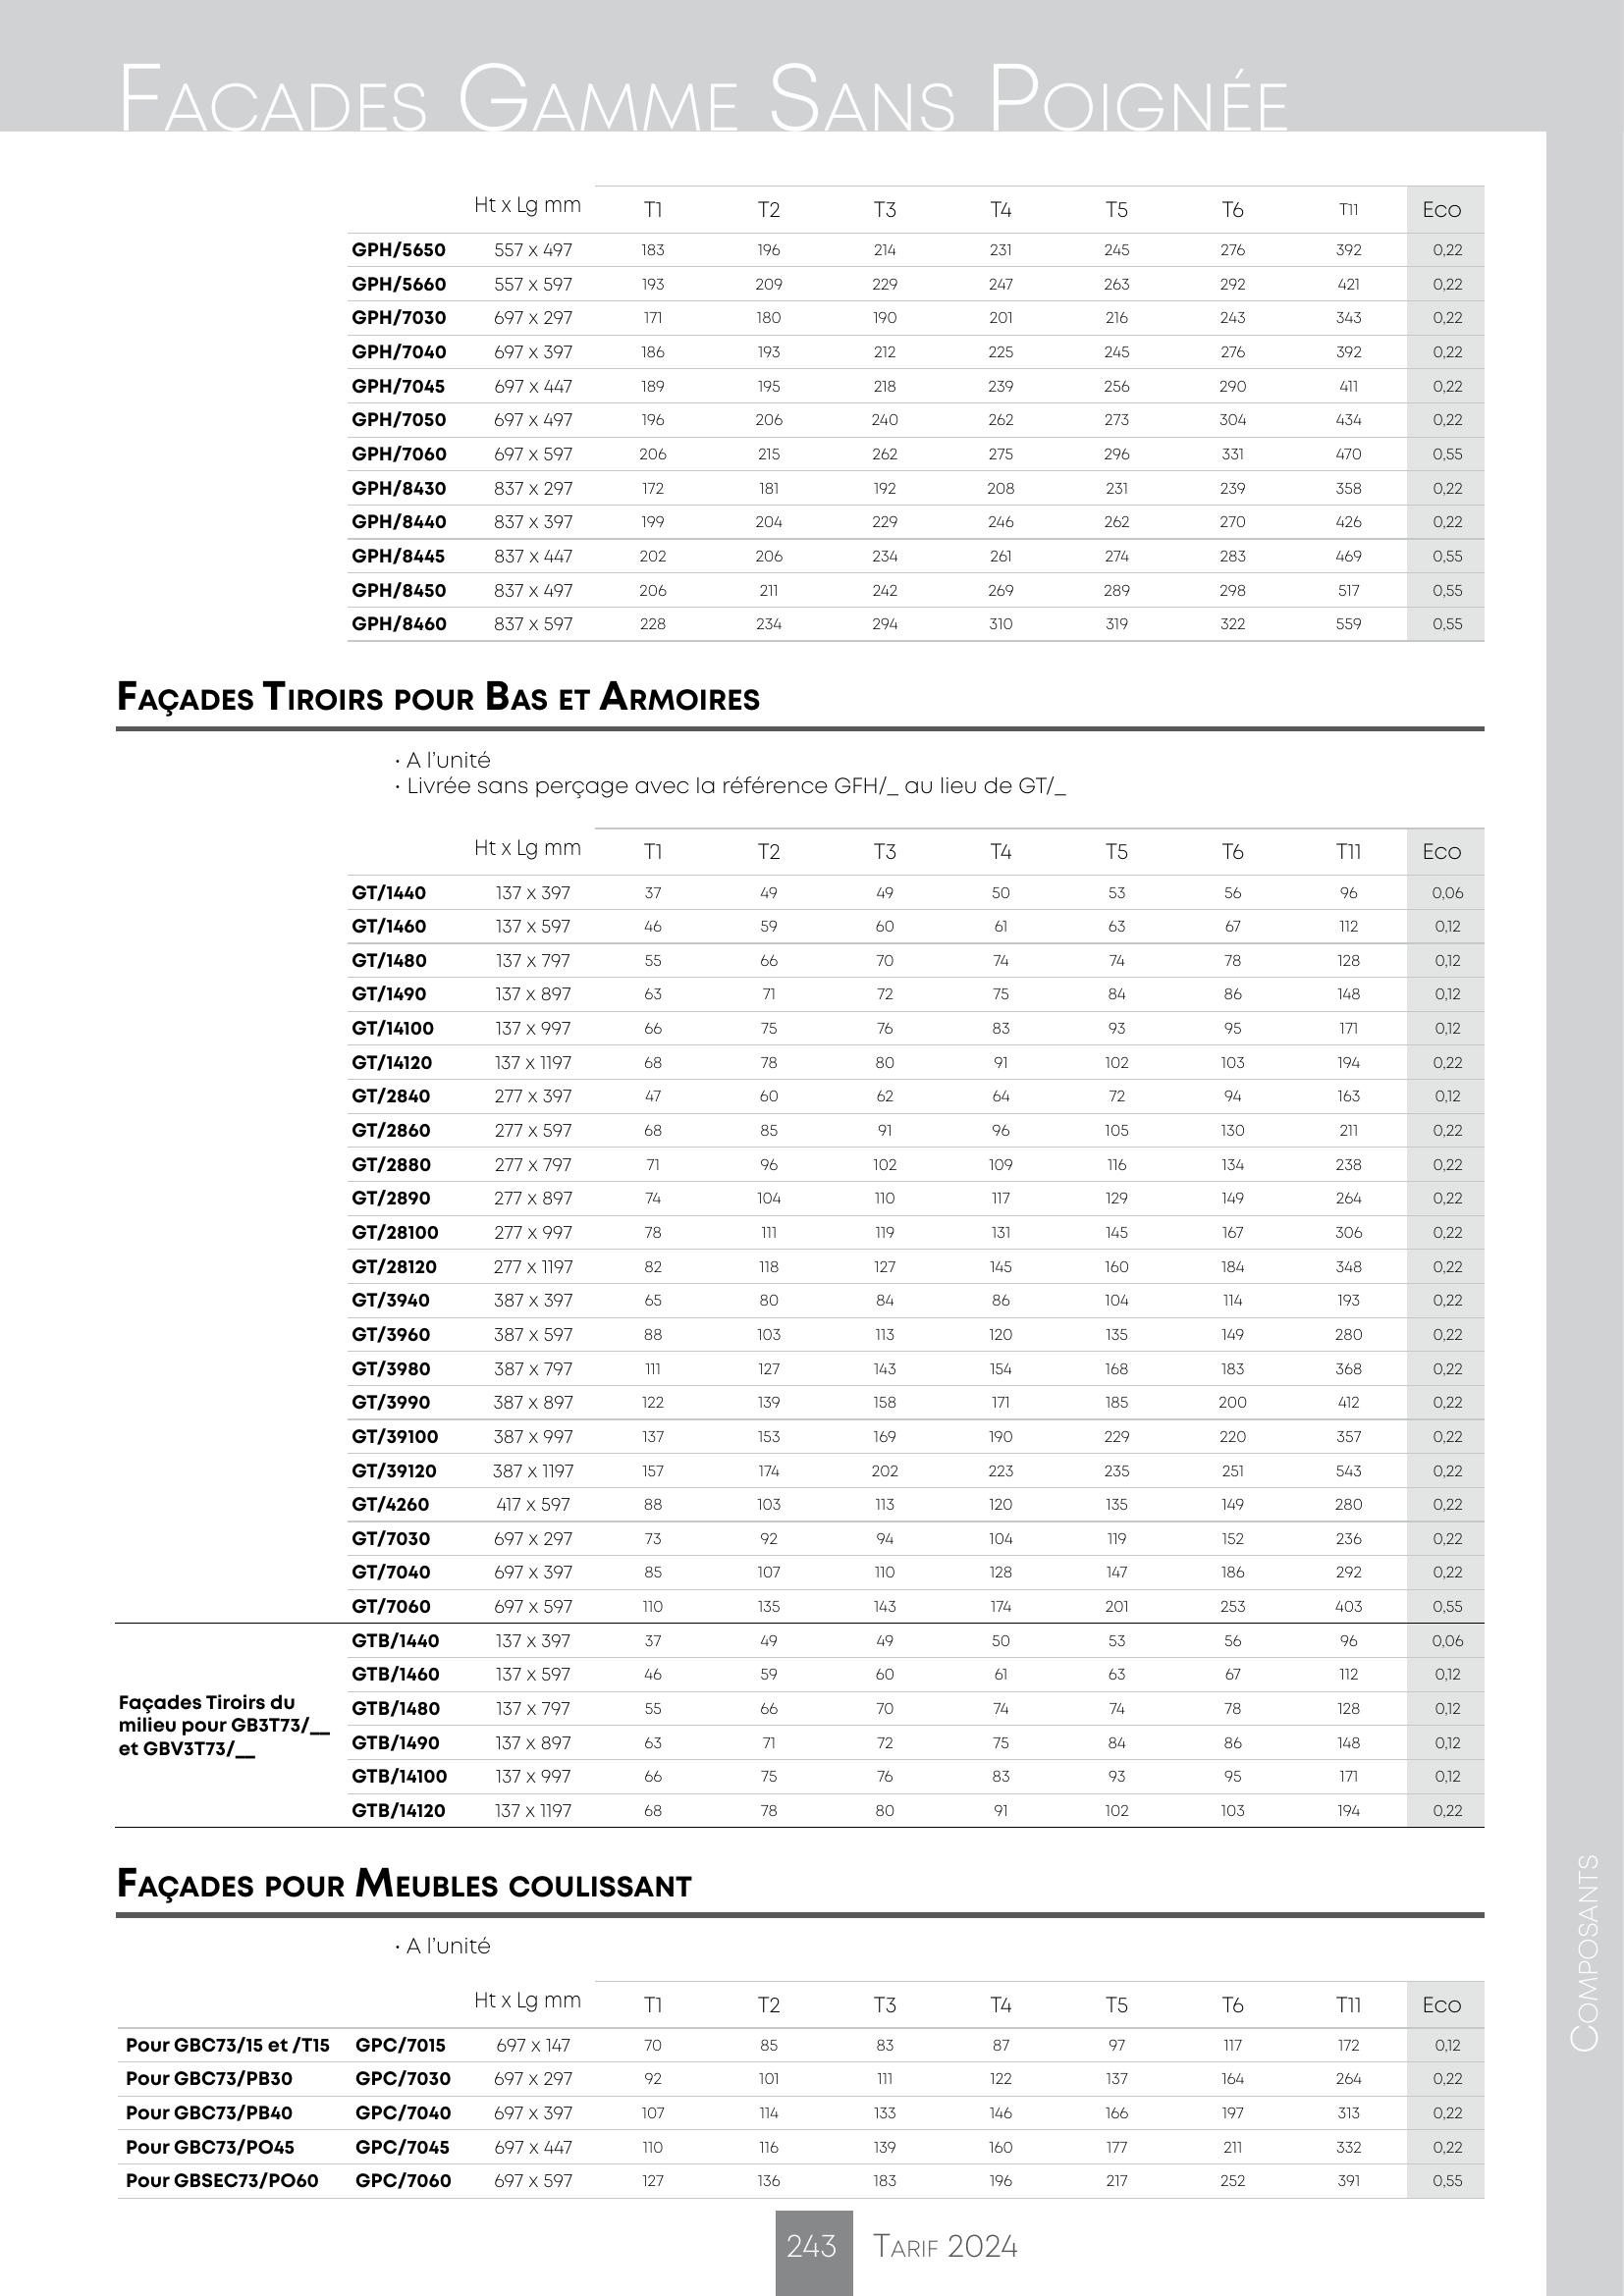 Facades Gamme Sans Poignée
Ht x Lg mm T1 T2 T3 T4 T5 T6 T11 Eco
GPH/5650 557 x 497 183 196 214 231 245 276 392 0,22
GPH/5660 557 x 597 193 209 229 247 263 292 421 0,22
GPH/7030 697 x 297 171 180 190 201 216 243 343 0,22
GPH/7040 697 x 397 186 193 212 225 245 276 392 0,22
GPH/7045 697 x 447 189 195 218 239 256 290 411 0,22
GPH/7050 697 x 497 196 206 240 262 273 304 434 0,22
GPH/7060 697 x 597 206 215 262 275 296 331 470 0,55
GPH/8430 837 x 297 172 181 192 208 231 239 358 0,22
GPH/8440 837 x 397 199 204 229 246 262 270 426 0,22
GPH/8445 837 x 447 202 206 234 261 274 283 469 0,55
GPH/8450 837 x 497 206 211 242 269 289 298 517 0,55
GPH/8460 837 x 597 228 234 294 310 319 322 559 0,55
Façades Tiroirs pour Bas et Armoires
• A l'unité
• Livrée sans perçage avec la référence GFH/_ au lieu de GT/_
Ht x Lg mm T1 T2 T3 T4 T5 T6 T11 Eco
GT/1440 137 x 397 37 49 49 50 53 56 96 0,06
GT/1460 137 x 597 46 59 60 61 63 67 112 0,12
GT/1480 137 x 797 55 66 70 74 74 78 128 0,12
GT/1490 137 x 897 63 71 72 75 84 86 148 0,12
GT/14100 137 x 997 66 75 76 83 93 95 171 0,12
GT/14120 137 x 1197 68 78 80 91 102 103 194 0,22
GT/2840 277 x 397 47 60 62 64 72 94 163 0,12
GT/2860 277 x 597 68 85 91 96 105 130 211 0,22
GT/2880 277 x 797 71 96 102 109 116 134 238 0,22
GT/2890 277 x 897 74 104 110 117 129 149 264 0,22
GT/28100 277 x 997 78 111 119 131 145 167 306 0,22
GT/28120 277 x 1197 82 118 127 145 160 184 348 0,22
GT/3940 387 x 397 65 80 84 86 104 114 193 0,22
GT/3960 387 x 597 88 103 113 120 135 149 280 0,22
GT/3980 387 x 797 111 127 143 154 168 183 368 0,22
GT/3990 387 x 897 122 139 158 171 185 200 412 0,22
GT/39100 387 x 997 137 153 169 190 229 220 357 0,22
GT/39120 387 x 1197 157 174 202 223 235 251 543 0,22
GT/4260 417 x 597 88 103 113 120 135 149 280 0,22
GT/7030 697 x 297 73 92 94 104 119 152 236 0,22
GT/7040 697 x 397 85 107 110 128 147 186 292 0,22
GT/7060 697 x 597 110 135 143 174 201 253 403 0,55
Façades Tiroirs du
milieu pour GB3T73/__
et GBV3T73/__
GTB/1440 137 x 397 37 49 49 50 53 56 96 0,06
GTB/1460 137 x 597 46 59 60 61 63 67 112 0,12
GTB/1480 137 x 797 55 66 70 74 74 78 128 0,12
GTB/1490 137 x 897 63 71 72 75 84 86 148 0,12
GTB/14100 137 x 997 66 75 76 83 93 95 171 0,12
GTB/14120 137 x 1197 68 78 80 91 102 103 194 0,22
Façades pour Meubles coulissant
• A l'unité
Ht x Lg mm T1 T2 T3 T4 T5 T6 T11 Eco
Pour GBC73/15 et /T15 GPC/7015 697 x 147 70 85 83 87 97 117 172 0,12
Pour GBC73/PB30 GPC/7030 697 x 297 92 101 111 122 137 164 264 0,22
Pour GBC73/PB40 GPC/7040 697 x 397 107 114 133 146 166 197 313 0,22
Pour GBC73/PO45 GPC/7045 697 x 447 110 116 139 160 177 211 332 0,22
Pour GBSEC73/PO60 GPC/7060 697 x 597 127 136 183 196 217 252 391 0,55
Composants
243 Tarif 2024